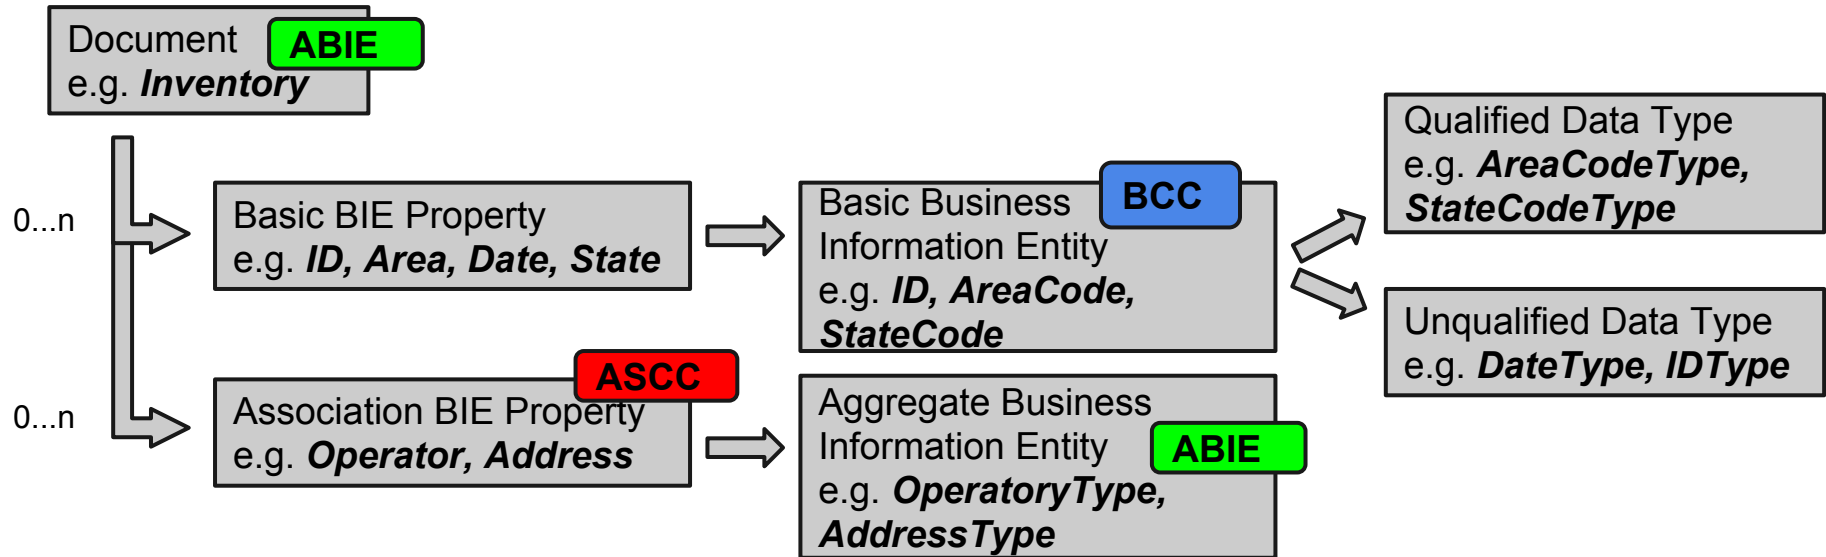 Document
e.g. Inventory
ABIE
0...n
Basic BIE Property
e.g. ID, Area, Date, State
Basic Business
Information Entity
e.g. ID, AreaCode,
StateCode
BCC
Qualified Data Type
e.g. AreaCodeType,
StateCodeType
Unqualified Data Type
e.g. DateType, IDType
0...n
Association BIE Property
e.g. Operator, Address
ASCC
Aggregate Business
Information Entity
e.g. OperatoryType,
AddressType
ABIE